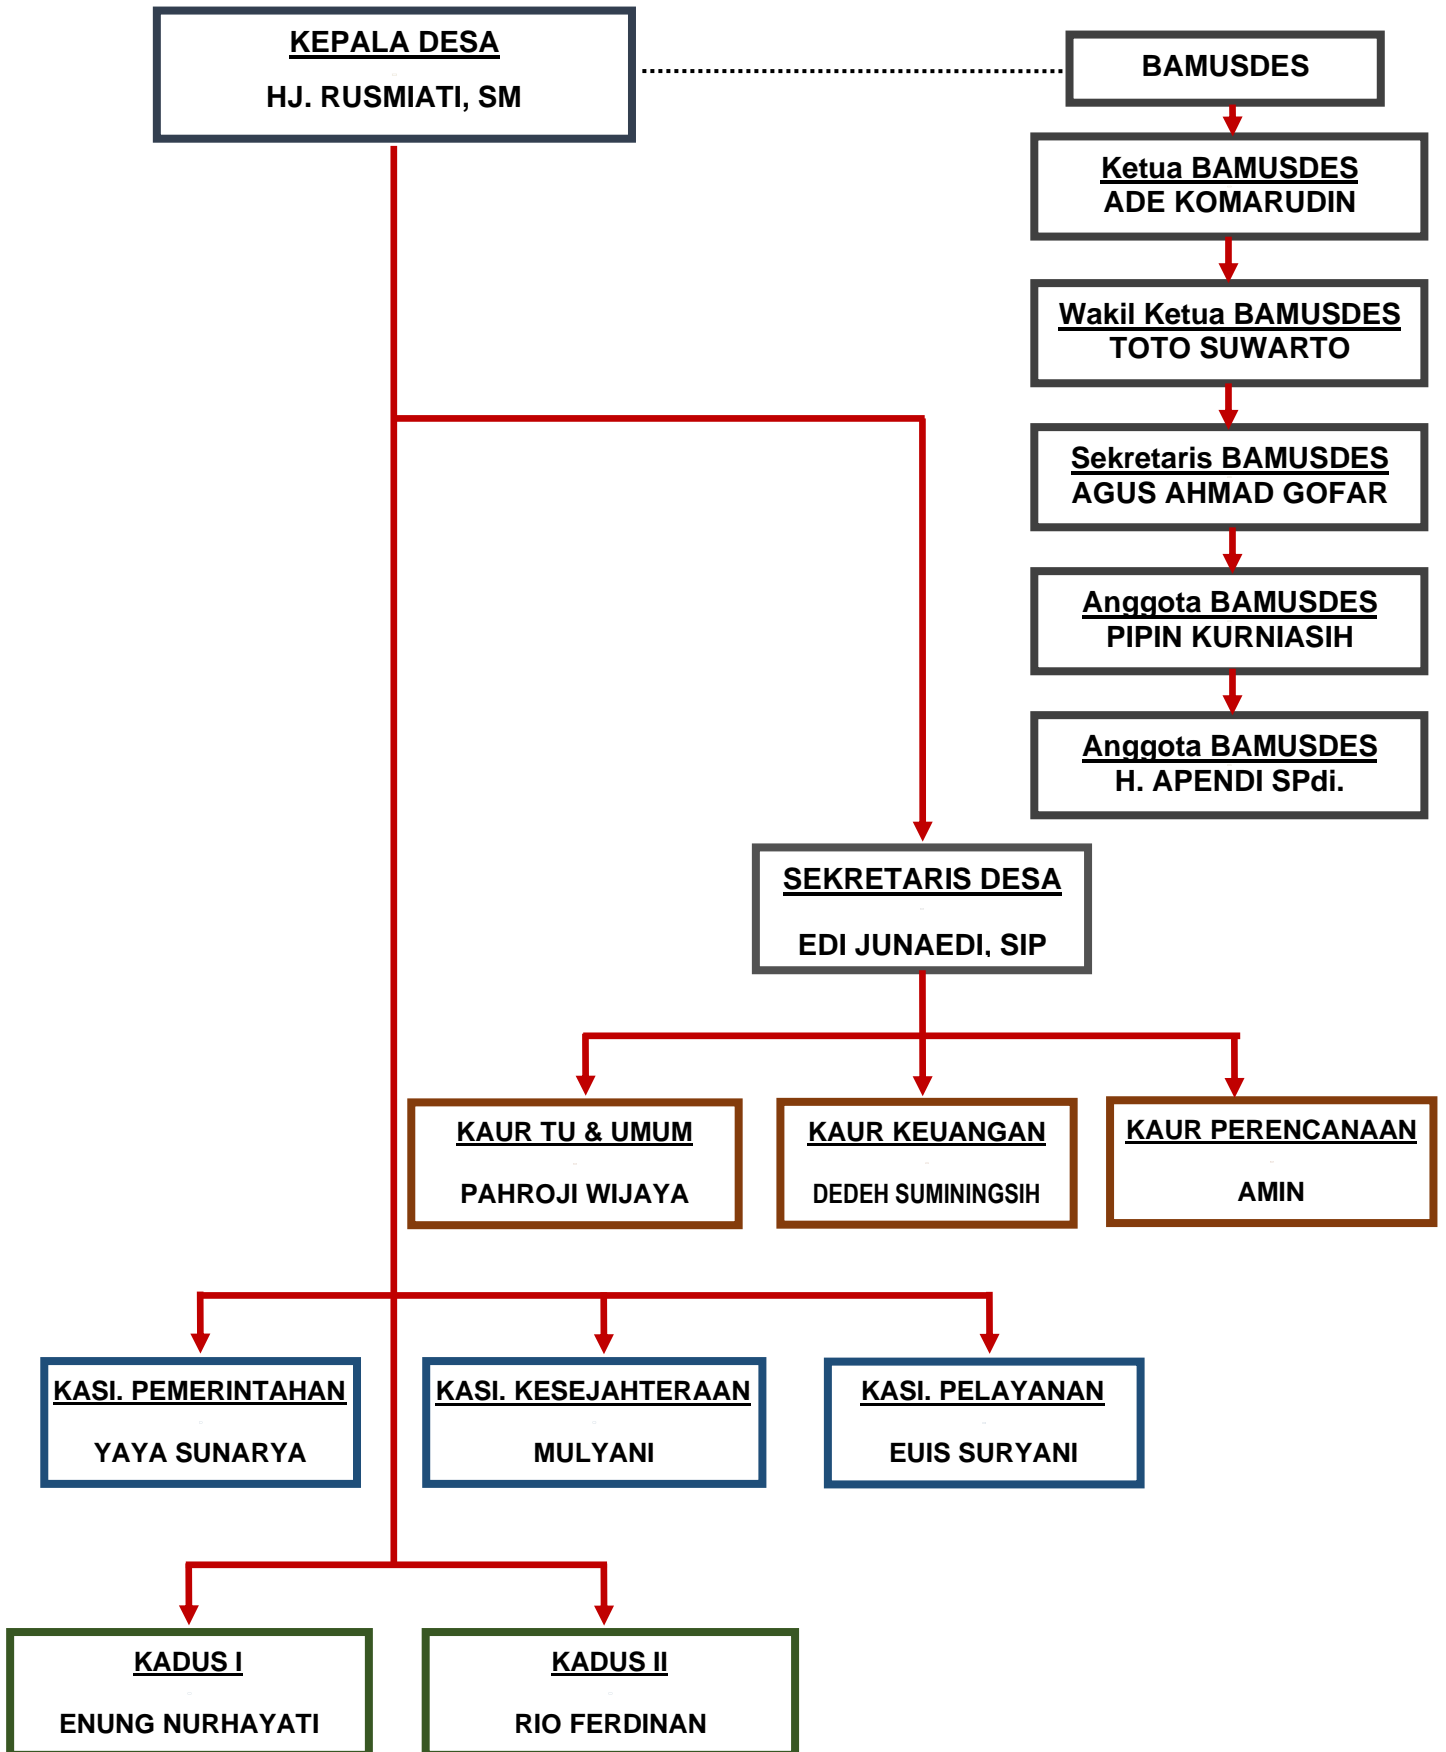 KEPALA DESA
HJ. RUSMIATI, SM
BAMUSDES
Ketua BAMUSDES
ADE KOMARUDIN
Wakil Ketua BAMUSDES
TOTO SUWARTO
Sekretaris BAMUSDES
AGUS AHMAD GOFAR
Anggota BAMUSDES
PIPIN KURNIASIH
Anggota BAMUSDES
H. APENDI SPdi.
SEKRETARIS DESA
EDI JUNAEDI, SIP
KAUR TU & UMUM
PAHROJI WIJAYA
KAUR KEUANGAN
DEDEH SUMININGSIH
KAUR PERENCANAAN
AMIN
KASI. PEMERINTAHAN
YAYA SUNARYA
KASI. KESEJAHTERAAN
MULYANI
KASI. PELAYANAN
EUIS SURYANI
KADUS I
ENUNG NURHAYATI
KADUS II
RIO FERDINAN